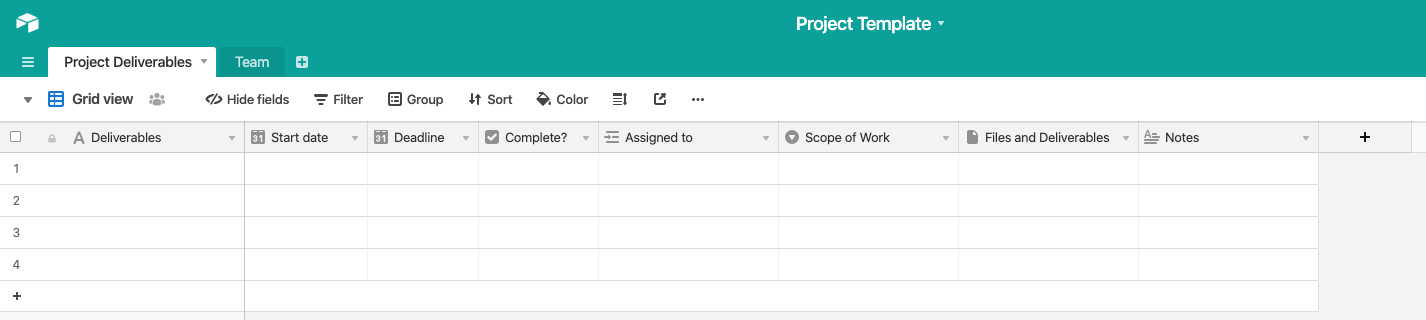 Project Template
Project Deliverables Team
Grid view Hide fields Filter Group Sort Color
31 31
Deliverables Start date Deadline Complete? Assigned to Scope of Work Files and Deliverables Notes
1
2
3
4